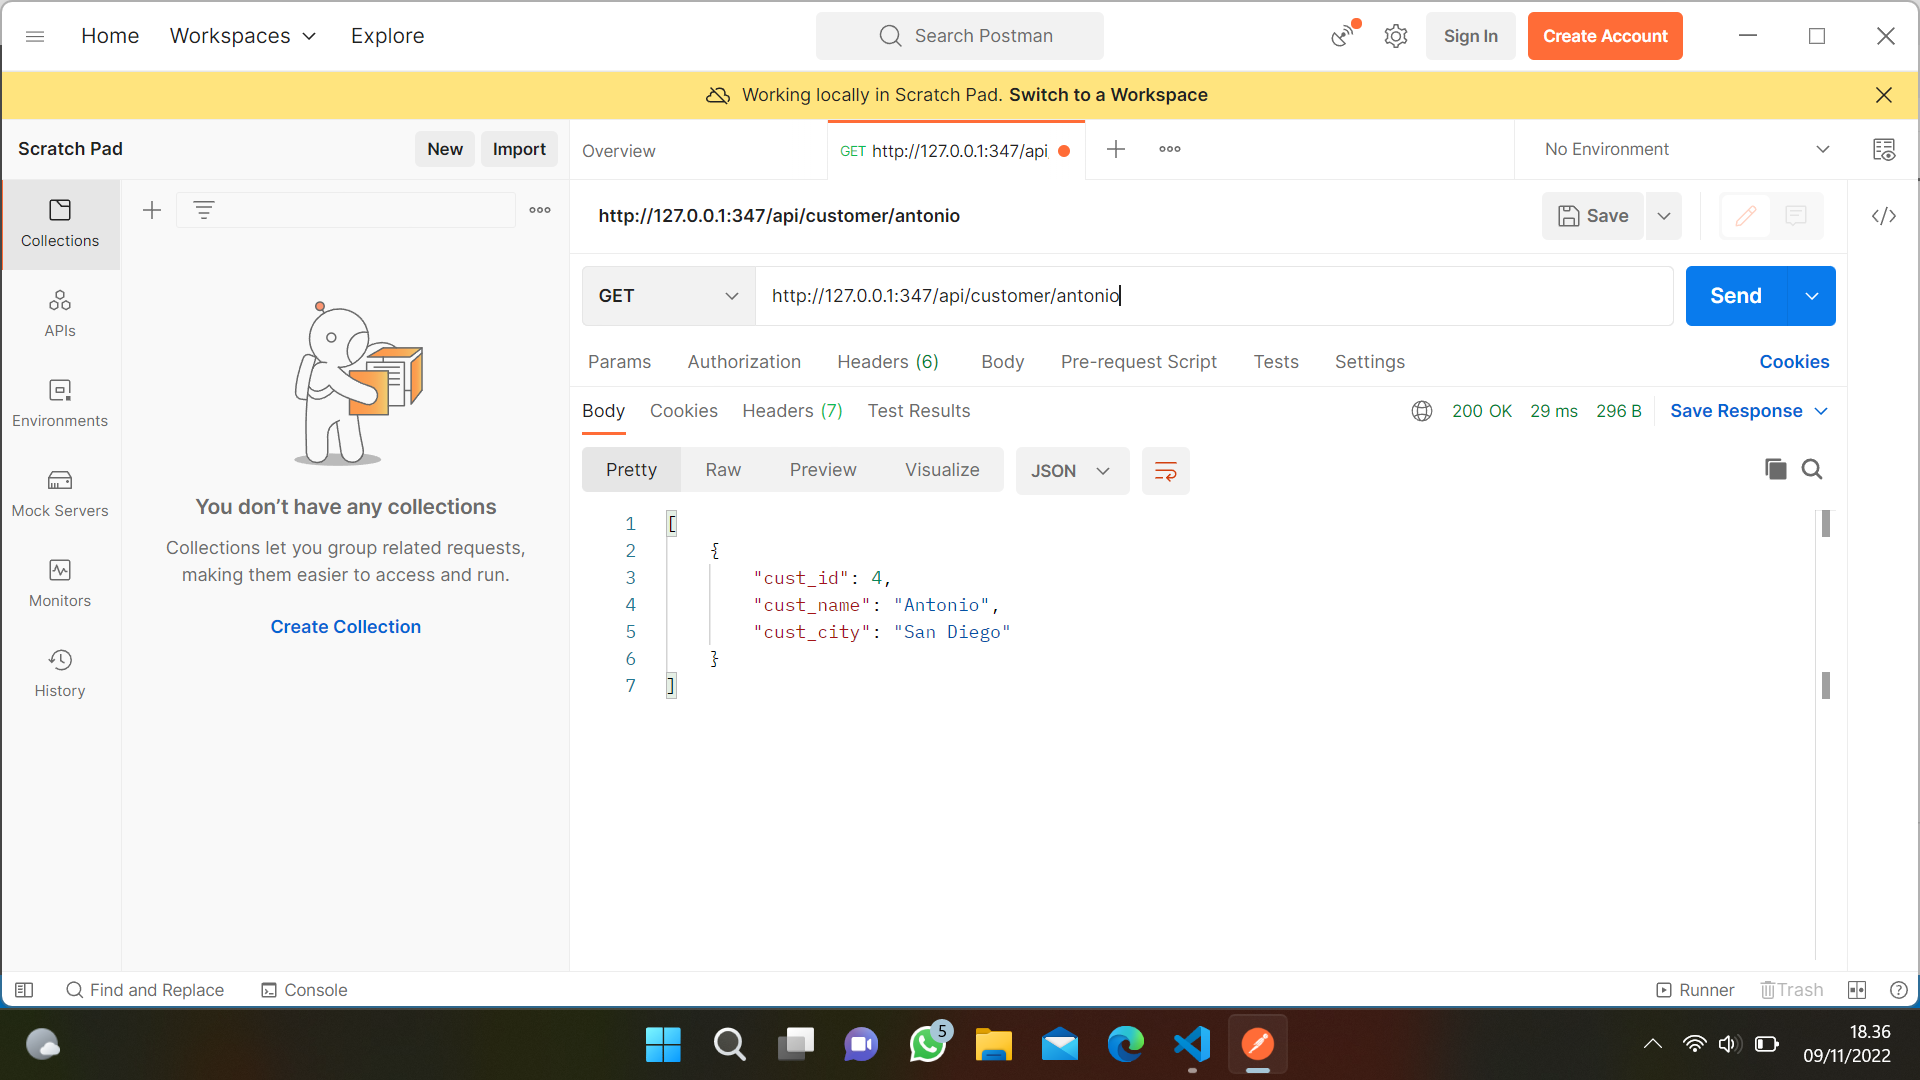 Home Workspaces Explore Search Postman Sign In Create Account
Working locally in Scratch Pad. Switch to a Workspace
Scratch Pad New Import Overview GET http://127.0.0.1:347/api No Environment
Collections
APIs
Environments
Mock Servers
Monitors
History
You don’t have any collections
Collections let you group related requests,
making them easier to access and run.
Create Collection
http://127.0.0.1:347/api/customer/antonio Save
GET http://127.0.0.1:347/api/customer/antonio Send
Params Authorization Headers (6) Body Pre-request Script Tests Settings Cookies
Body Cookies Headers (7) Test Results 200 OK 29 ms 296 B Save Response
Pretty Raw Preview Visualize JSON
1 [
2 {
3 "cust_id": 4,
4 "cust_name": "Antonio",
5 "cust_city": "San Diego"
6 }
7 ]
Find and Replace Console Runner Trash
5
18.36
09/11/2022